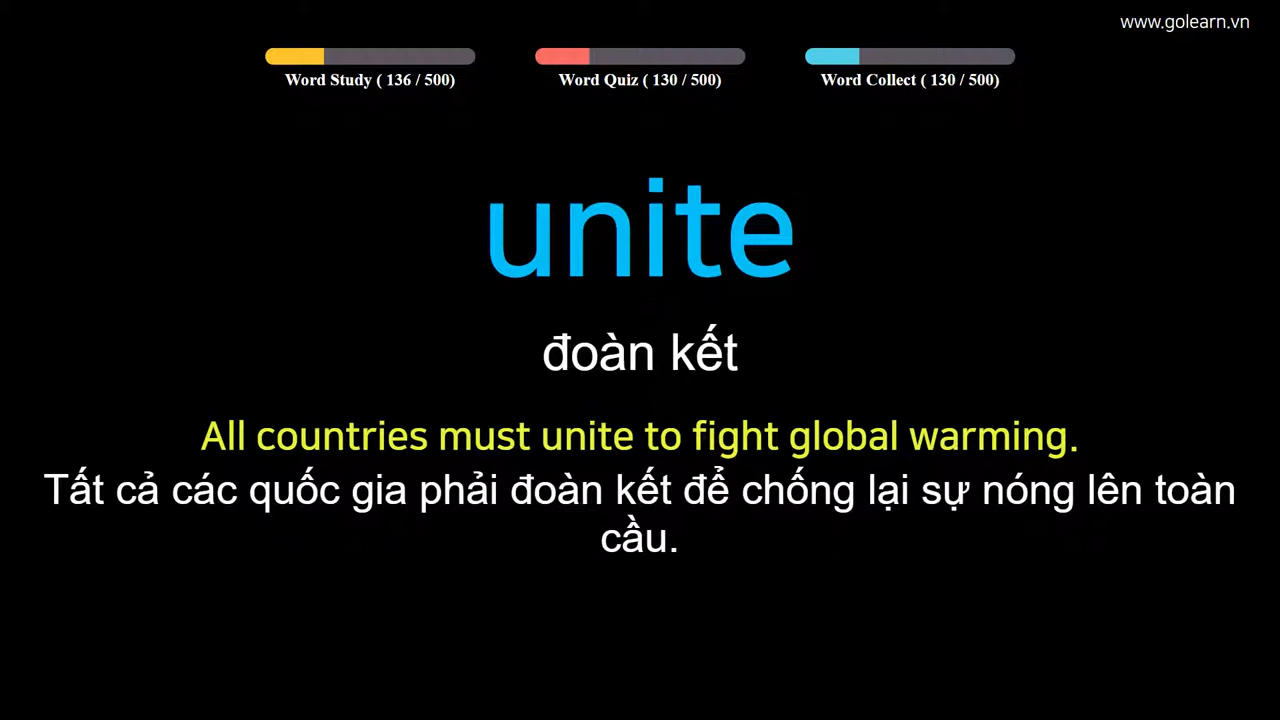 www.golearn.vn
Word Study ( 136 / 500)
Word Quiz ( 130 / 500)
Word Collect ( 130 / 500)
unite
đoàn kết
All countries must unite to fight global warming.
Tất cả các quốc gia phải đoàn kết để chống lại sự nóng lên toàn
cầu.